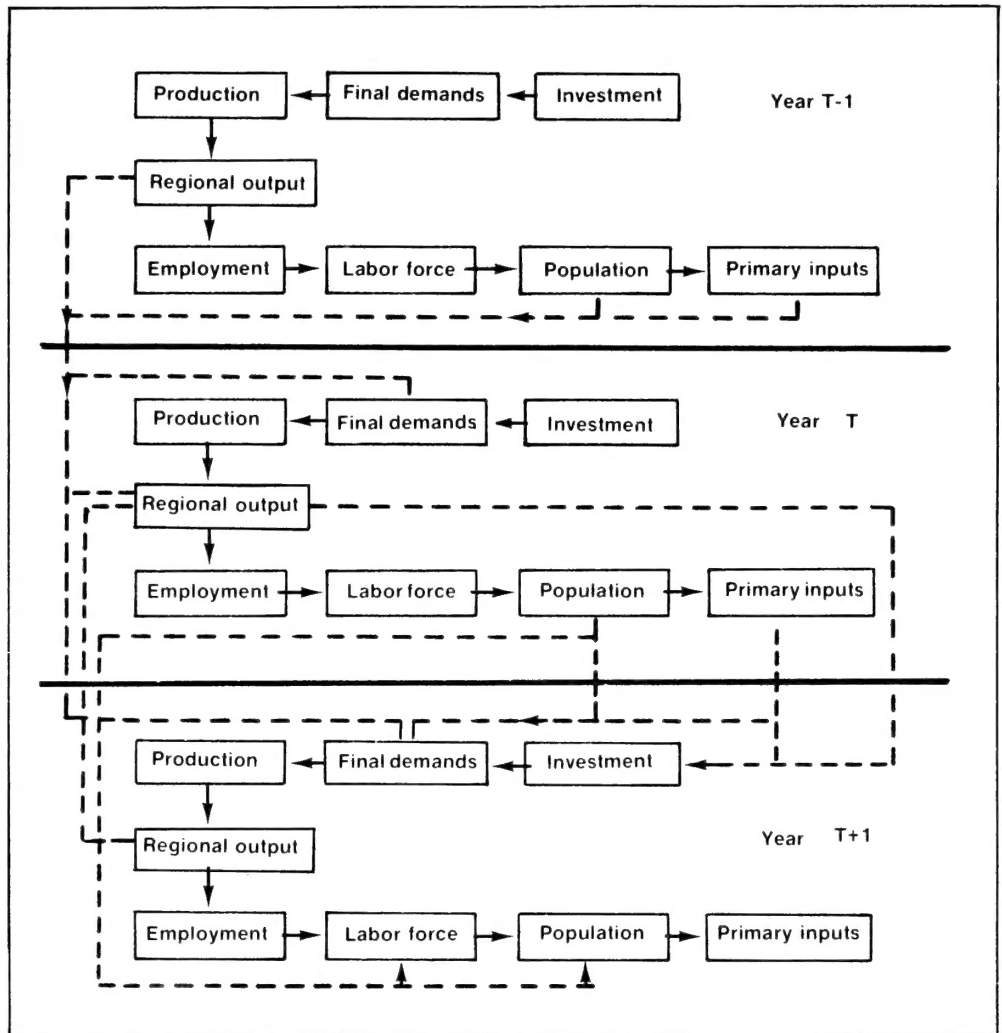 Production Final demands Investment Year T-1
Regional output
Employment Labor force Population Primary inputs
Production Final demands Investment Year T
Regional output
Employment Labor force Population Primary inputs
Production Final demands Investment
Regional output Year T+1
Employment Labor force Population Primary inputs